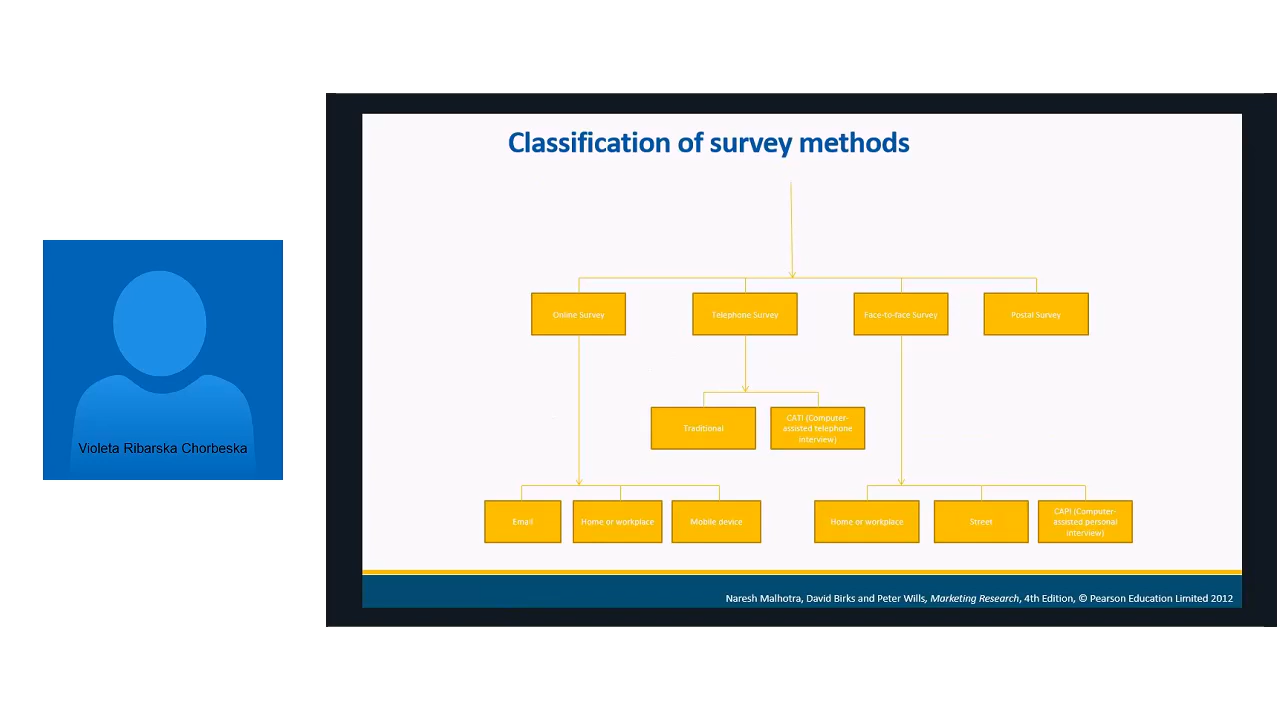 Classification of survey methods
Online Survey
Telephone Survey
Face-to-face Survey
Postal Survey
Traditional
CATI (Computer-
assisted telephone
interview)
Email
Home or workplace
Mobile device
Home or workplace
Street
CAPI (Computer-
assisted personal
interview)
Naresh Malhotra, David Birks and Peter Wills, Marketing Research, 4th Edition, © Pearson Education Limited 2012
Violeta Ribarska Chorbeska